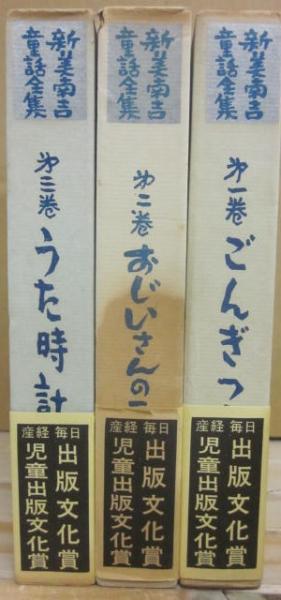 新美南吉
童話全集
第三巻
うた時計
毎日出版文化賞
産経児童出版文化賞
新美南吉
童話全集
第二巻
おじいさんの
毎日出版文化賞
産経児童出版文化賞
新美南吉
童話全集
第一巻
ごんぎつ
毎日出版文化賞
産経児童出版文化賞